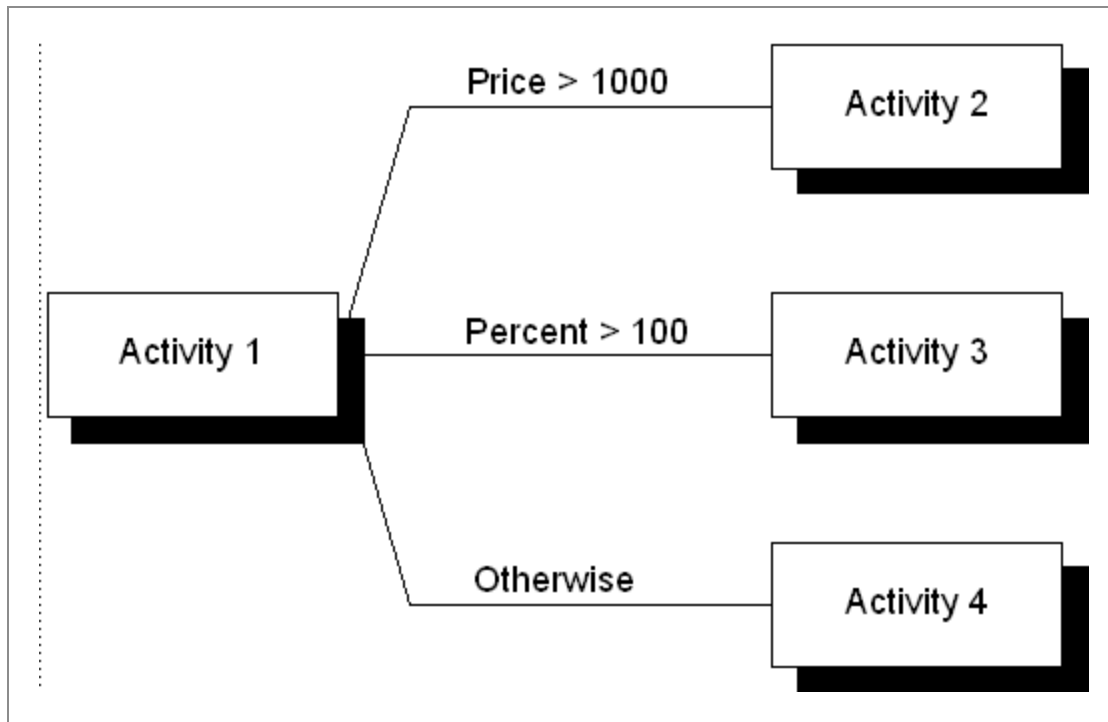 Price > 1000
Activity 2
Activity 1
Percent > 100
Activity 3
Otherwise
Activity 4